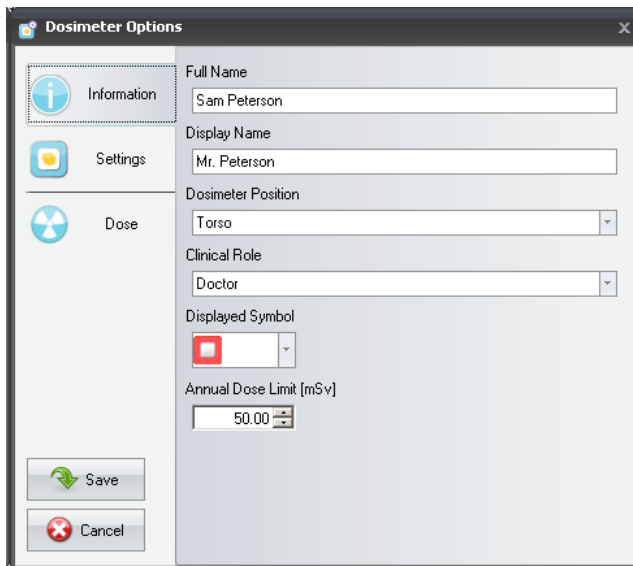 Dosimeter Options
x
Information
Settings
Dose
Save
Cancel
Full Name
Sam Peterson
Display Name
Mr. Peterson
Dosimeter Position
Torso
Clinical Role
Doctor
Displayed Symbol
Annual Dose Limit [mSv]
50.00